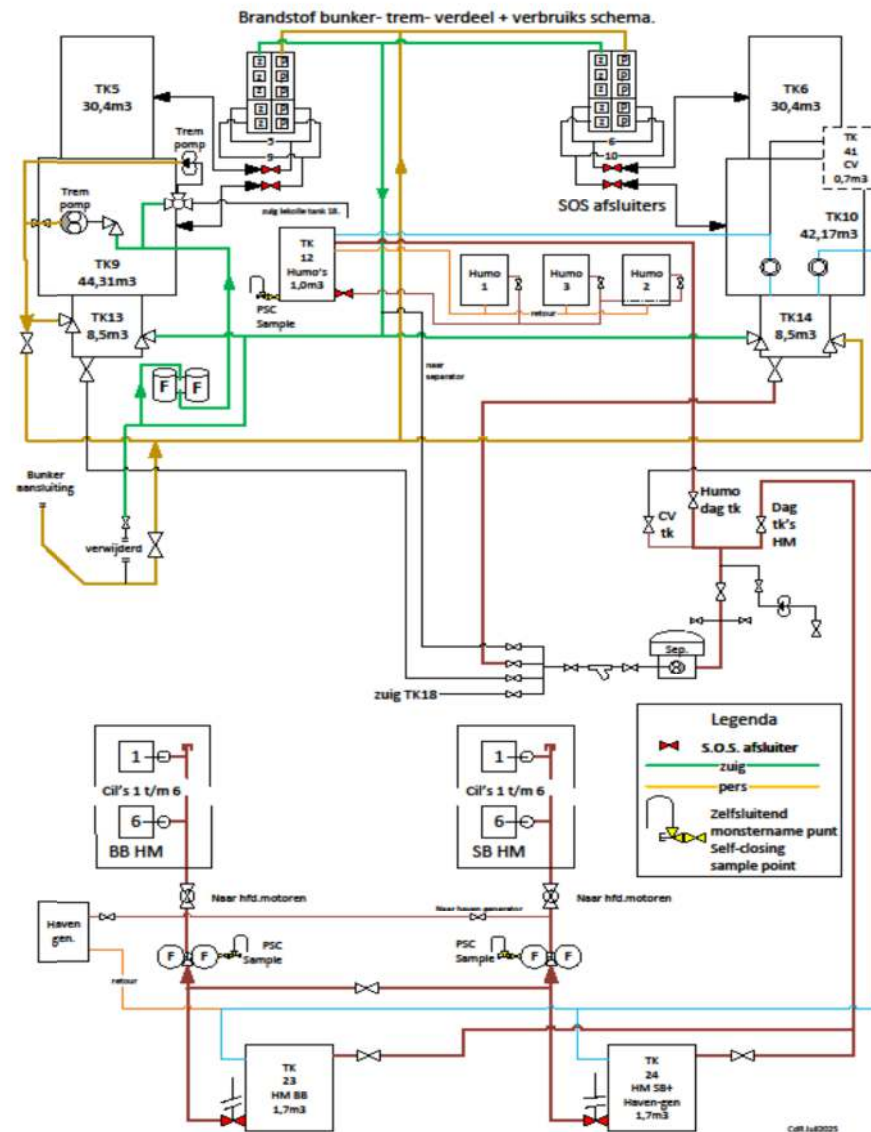 Brandstof bunker- trem- verdeel + verbruiks schema.
TK5
30,4m3
z p
z p
z p
z p
z p
5
9
z p
z p
z p
z p
z p
6
10
TK6
30,4m3
TK
41
CV
0,7m3
Trem
pomp
Trem
pomp
SOS afsluiters
zuig lekolie tank 18.
TK9
44,31m3
TK
12
Humo's
1,0m3
Humo
1
Humo
3
Humo
2
TK10
42,17m3
PSC
Sample
retour
TK13
8,5m3
TK14
8,5m3
F F
naar
separator
Bunker
aansluiting
verwijderd
CV
tk
Humo
dag tk
Dag
tk's
HM
Sep.
zuig TK18
1
Cil's 1 t/m 6
6
BB HM
1
Cil's 1 t/m 6
6
SB HM
Legenda
S.O.S. afsluiter
zuig
pers
Zelfsluitend
monstername punt
Self-closing
sample point
Naar hfd.motoren
Naar hfd.motoren
Naar haven generator
Haven
gen.
F F
PSC
Sample
PSC
Sample
F F
retour
TK
23
HM BB
1,7m3
TK
24
HM SB+
Haven-gen
1,7m3